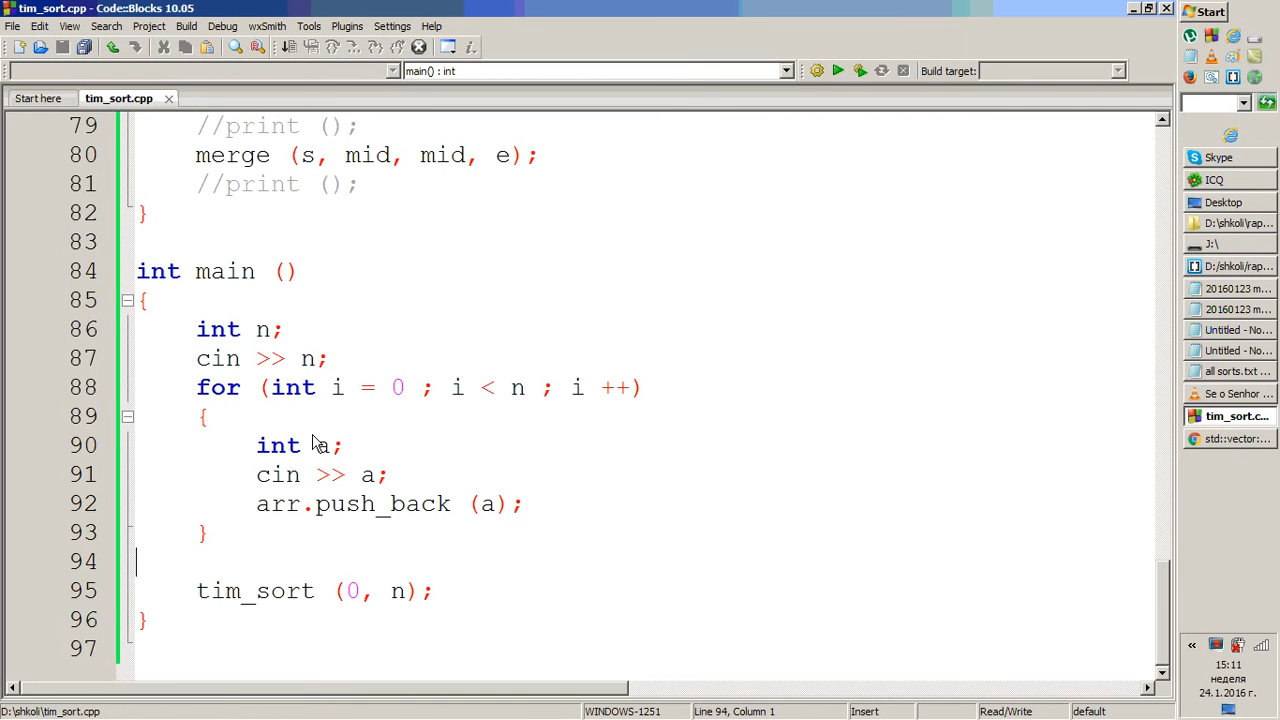 tim_sort.cpp - Code::Blocks 10.05
Start
File Edit View Search Project Build Debug wxSmith Tools Plugins Settings Help
main() : int
Build target:
Start here
tim_sort.cpp
79 //print ();
80 merge (s, mid, mid, e);
81 //print ();
82 }
83
84 int main ()
85 {
86 int n;
87 cin >> n;
88 for (int i = 0 ; i < n ; i ++)
89 {
90 int a;
91 cin >> a;
92 arr.push_back (a);
93 }
94
95 tim_sort (0, n);
96 }
97
Skype
ICQ
Desktop
D:\shkoli\rap...
J:\
D:/shkoli/rap...
20160123 m...
20160123 m...
Untitled - No...
Untitled - No...
all sorts.txt ...
Se o Senhor ...
tim_sort.c...
std::vector:...
15:11
неделя
24.1.2016 г.
D:\shkoli\tim_sort.cpp
WINDOWS-1251
Line 94, Column 1
Insert
Read/Write
default